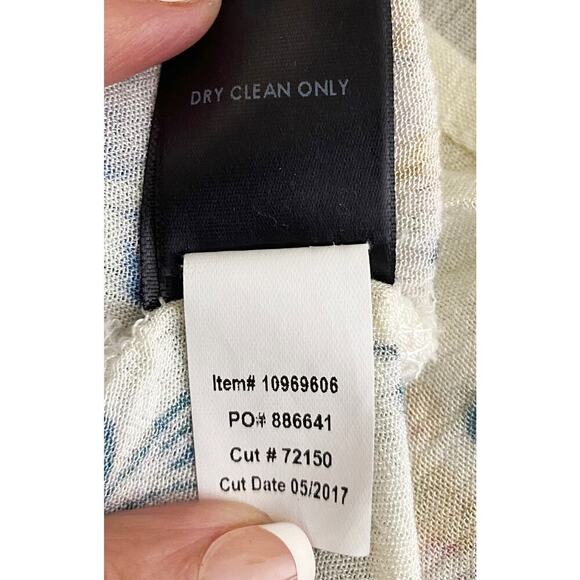 DRY CLEAN ONLY
Item# 10969606
PO# 886641
Cut # 72150
Cut Date 05/2017